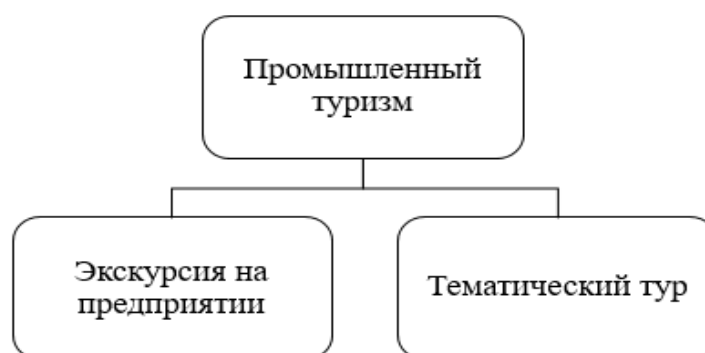 Промышленный
туризм
Экскурсия на
предприятии
Тематический тур